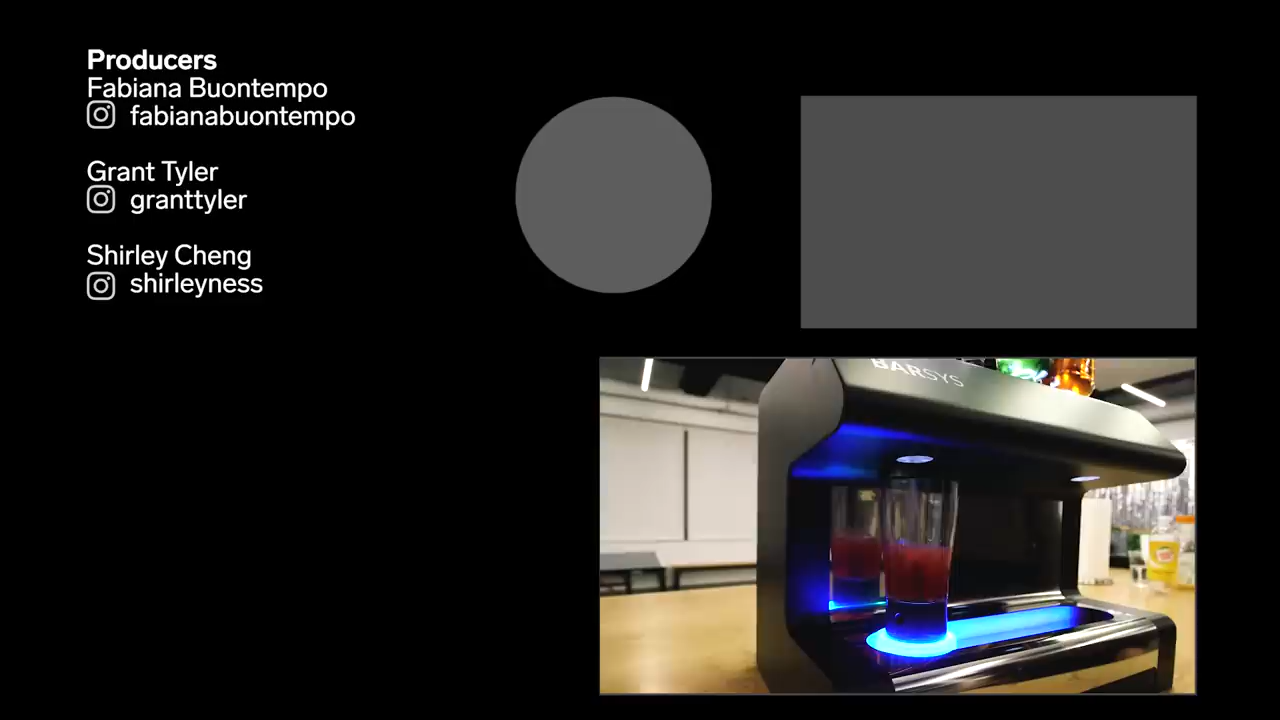 Producers
Fabiana Buontempo
fabianabuontempo
Grant Tyler
granttyler
Shirley Cheng
shirleyness
BARSYS